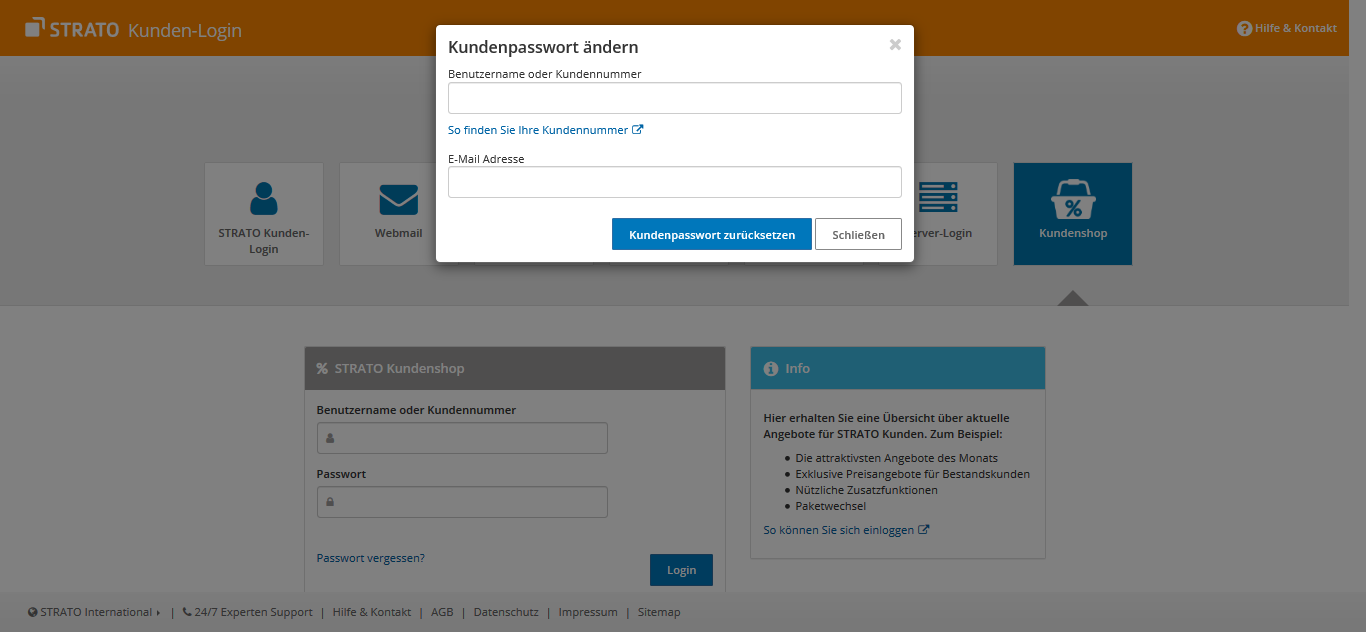 STRATO Kunden-Login
Hilfe & Kontakt
Kundenpasswort ändern
Benutzername oder Kundennummer
So finden Sie Ihre Kundennummer
E-Mail Adresse
Kundenpasswort zurücksetzen
Schließen
STRATO Kunden-
Login
Webmail
erver-Login
Kundenshop
STRATO Kundenshop
Benutzername oder Kundennummer
Passwort
Passwort vergessen?
Login
Info
Hier erhalten Sie eine Übersicht über aktuelle
Angebote für STRATO Kunden. Zum Beispiel:
• Die attraktivsten Angebote des Monats
• Exklusive Preisangebote für Bestandskunden
• Nützliche Zusatzfunktionen
• Paketwechsel
So können Sie sich einloggen
STRATO International | 24/7 Experten Support | Hilfe & Kontakt | AGB | Datenschutz | Impressum | Sitemap